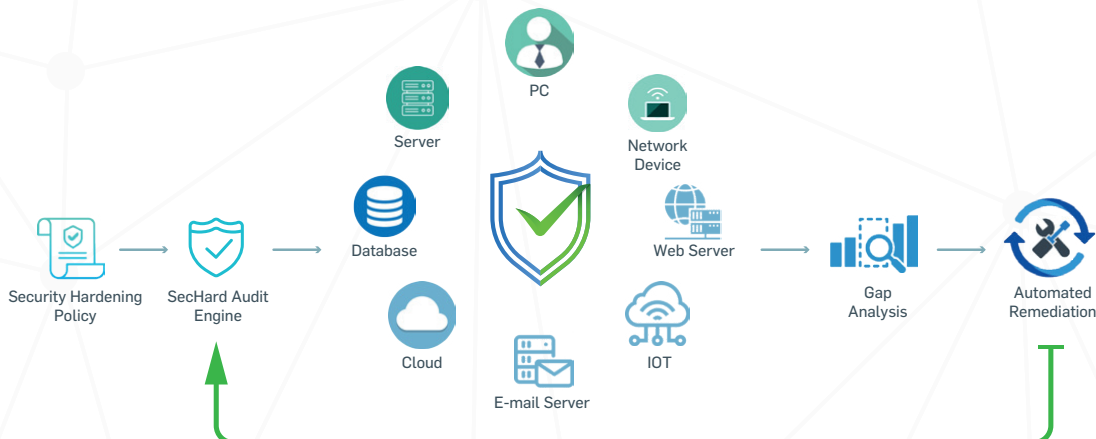 PC
Server
Network
Device
Database
Web Server
Security Hardening
Policy
SecHard Audit
Engine
Gap
Analysis
Automated
Remediation
Cloud
IOT
E-mail Server